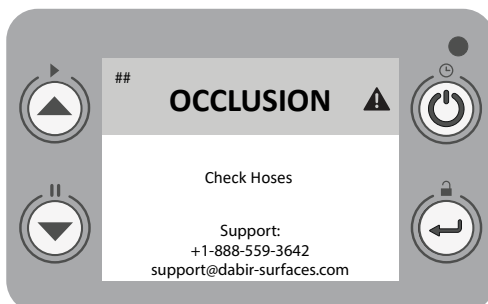 ##
OCCLUSION
Check Hoses
Support:
+1-888-559-3642
support@dabir-surfaces.com